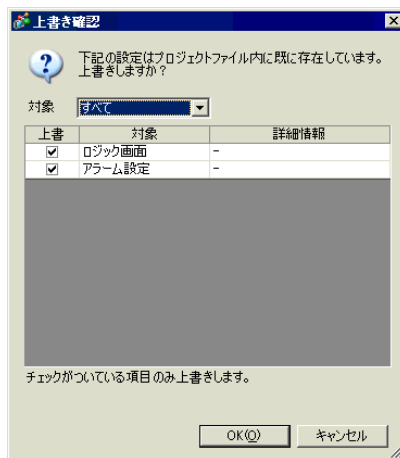 上書き確認
下記の設定はプロジェクトファイル内に既に存在しています。
上書きしますか？
対象 すべて
上書 対象 詳細情報
ロジック画面 -
アラーム設定 -
チェックがついている項目のみ上書きします。
OK(O) キャンセル